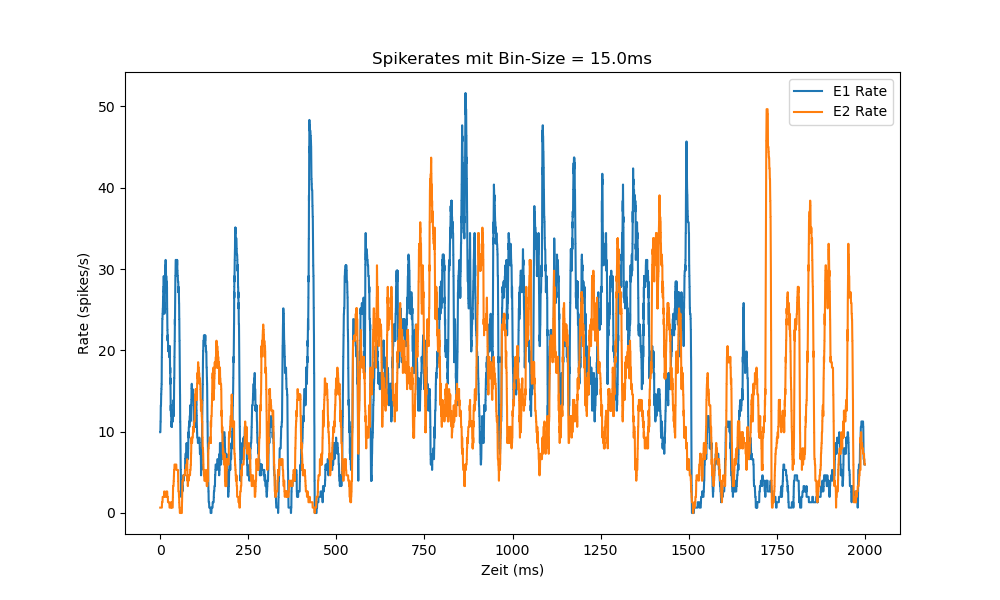 Spikerates mit Bin-Size = 15.0ms
E1 Rate
E2 Rate
Rate (spikes/s)
50
40
30
20
10
0
0 250 500 750 1000 1250 1500 1750 2000
Zeit (ms)